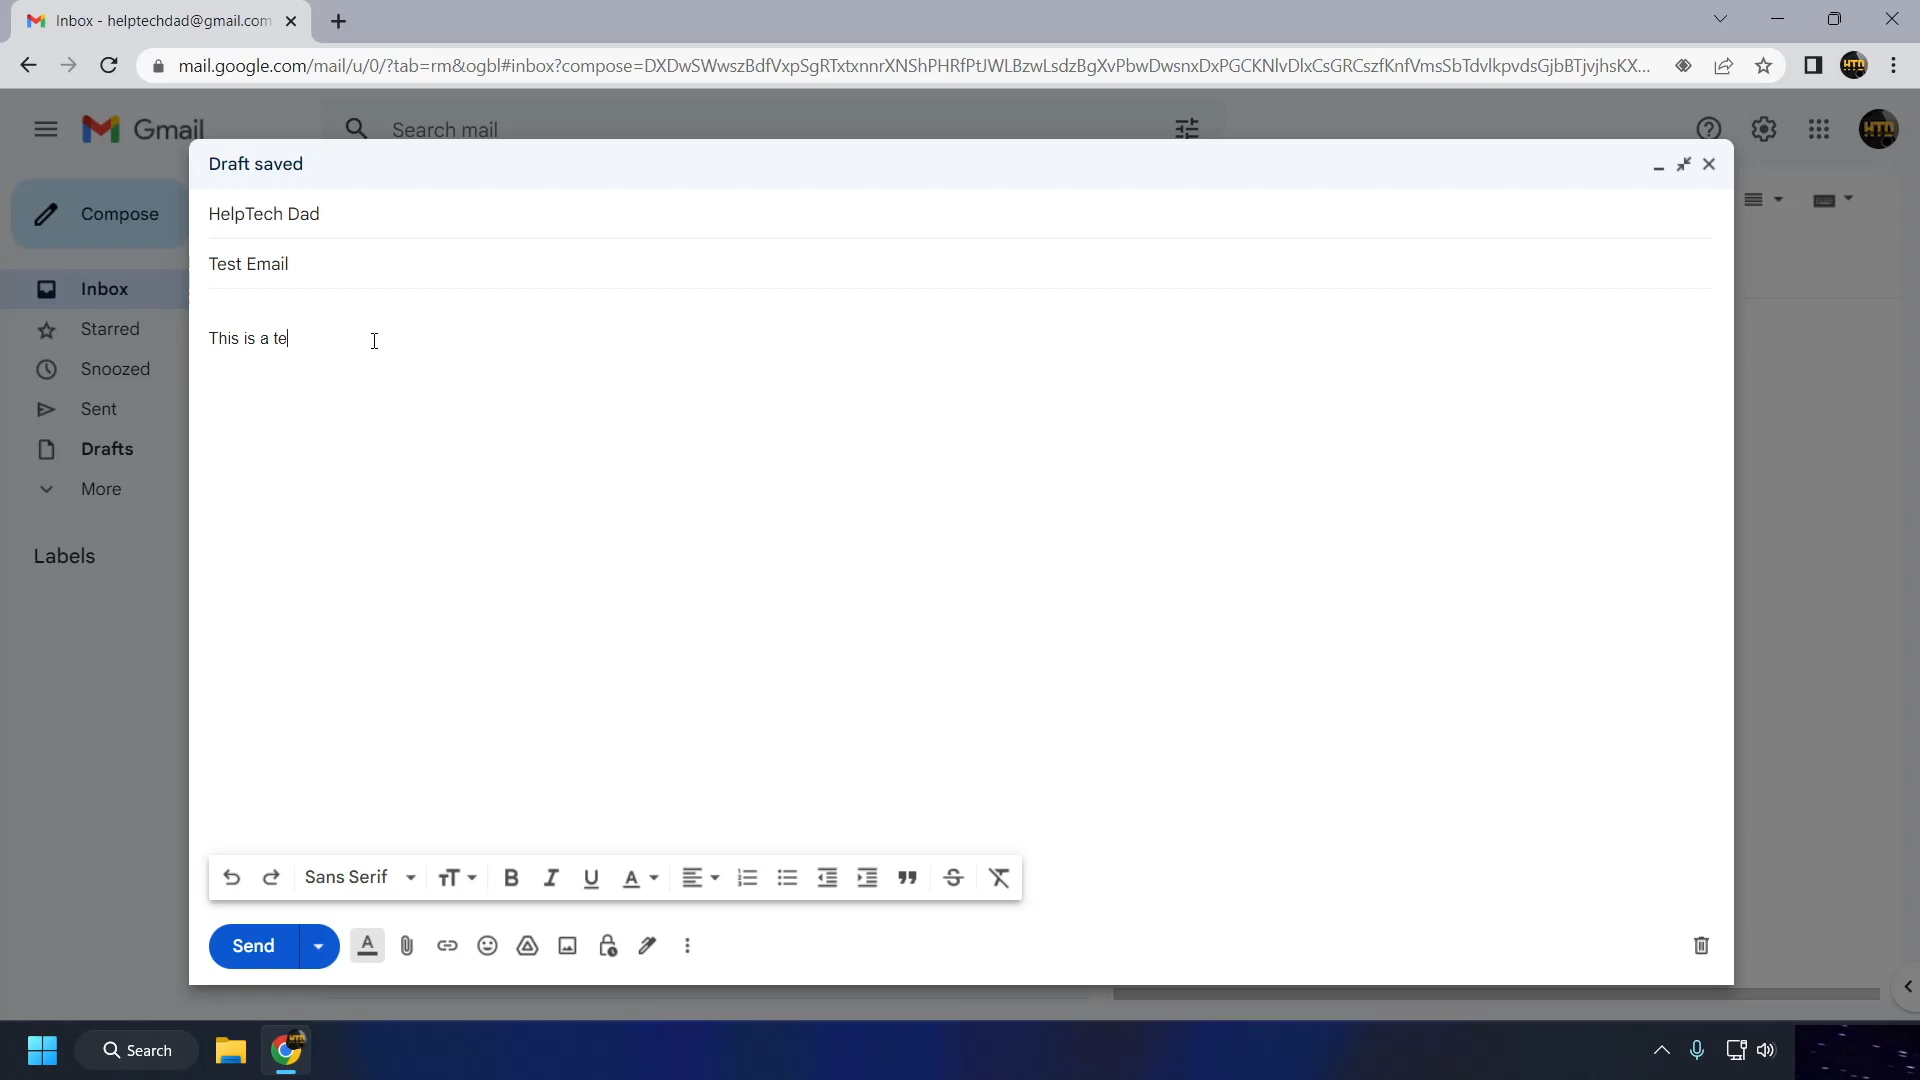 Inbox - helptechdad@gmail.com
mail.google.com/mail/u/0/?tab=rm&ogbl#inbox?compose=DXDwSWwszBdfVxpSgRTxtxnnrXNShPHRfPtJWLBzwLsdzBgXvPbwDwsnxDxPGCKNlvDlxCsGRCszfKnfVmsSbTdvlkpvdsGjbBTjvjhsKX...
Gmail
Search mail
Draft saved
HelpTech Dad
Test Email
This is a te
Compose
Inbox
Starred
Snoozed
Sent
Drafts
More
Labels
Sans Serif
Send
Search